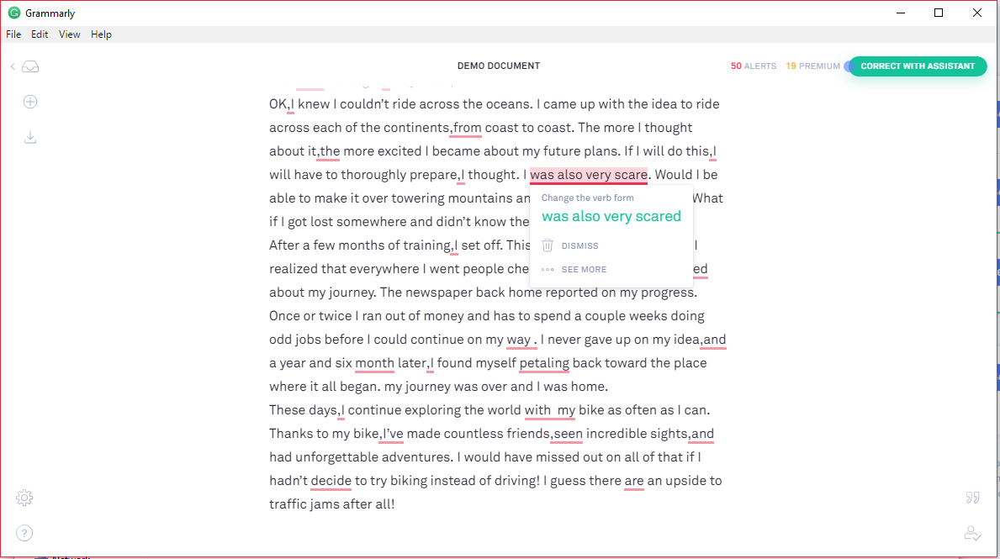 Grammarly
File Edit View Help
DEMO DOCUMENT
50 ALERTS 19 PREMIUM
CORRECT WITH ASSISTANT
OK,I knew I couldn’t ride across the oceans. I came up with the idea to ride
across each of the continents,from coast to coast. The more I thought
about it,the more excited I became about my future plans. If I will do this,I
will have to thoroughly prepare,I thought. I was also very scare. Would I be
able to make it over towering mountains What
if I got lost somewhere and didn’t know
After a few months of training,I set off. This I
realized that everywhere I went people
about my journey. The newspaper back home reported on my progress.
Once or twice I ran out of money and has to spend a couple weeks doing
odd jobs before I could continue on my way . I never gave up on my idea,and
a year and six month later,I found myself petaling back toward the place
where it all began. my journey was over and I was home.
These days,I continue exploring the world with  my bike as often as I can.
Thanks to my bike,I’ve made countless friends,seen incredible sights,and
had unforgettable adventures. I would have missed out on all of that if I
hadn’t decide to try biking instead of driving! I guess there are an upside to
traffic jams after all!
Change the verb form
was also very scared
DISMISS
SEE MORE